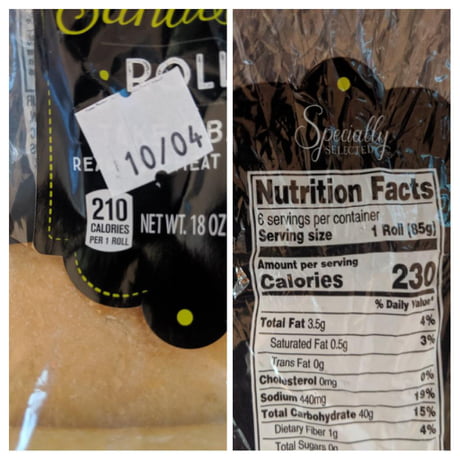 ROLL
10/04
210
CALORIES
PER 1 ROLL
NET WT. 18 OZ
Specially
SELECTED
Nutrition Facts
6 servings per container
Serving size 1 Roll (85g)
Amount per serving
Calories 230
% Daily Value*
Total Fat 3.5g 4%
Saturated Fat 0.5g 3%
Trans Fat 0g
Cholesterol 0mg 0%
Sodium 440mg 19%
Total Carbohydrate 40g 15%
Dietary Fiber 1g 4%
Total Sugars 0g